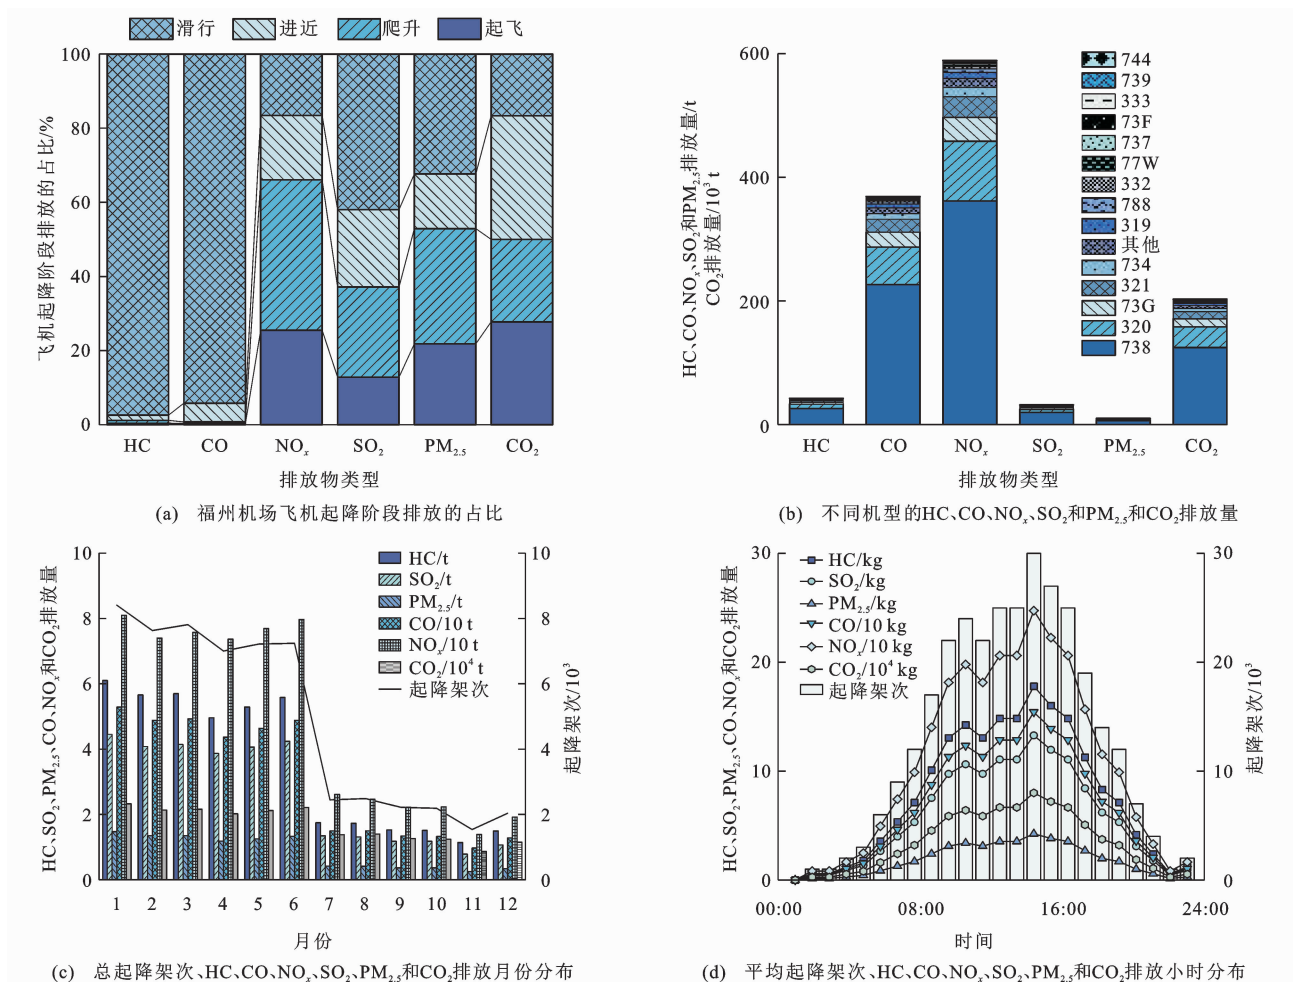 滑行 进近 爬升 起飞
飞机起降阶段排放的占比/%
100
80
60
40
20
0
HC CO NOx SO2 PM2.5 CO2
排放物类型
(a) 福州机场飞机起降阶段排放的占比
HC、CO、NOx、SO2和PM2.5排放量/t
CO2排放量/10³ t
600
400
200
0
744
739
333
73F
737
77W
332
788
319
其他
734
321
73G
320
738
HC CO NOx SO2 PM2.5 CO2
排放物类型
(b) 不同机型的HC、CO、NOx、SO2和PM2.5和CO2排放量
HC、SO2、PM2.5、CO、NOx和CO2排放量
10
8
6
4
2
0
HC/t
SO2/t
PM2.5/t
CO/10 t
NOx/10 t
CO2/10⁴ t
起降架次
10
8
6
4
2
0
起降架次/10³
1 2 3 4 5 6 7 8 9 10 11 12
月份
(c) 总起降架次、HC、CO、NOx、SO2、PM2.5和CO2排放月份分布
HC、SO2、PM2.5、CO、NOx和CO2排放量
30
20
10
0
HC/kg
SO2/kg
PM2.5/kg
CO/10 kg
NOx/10 kg
CO2/10⁴ kg
起降架次
30
20
10
0
起降架次/10³
00:00 08:00 16:00 24:00
时间
(d) 平均起降架次、HC、CO、NOx、SO2、PM2.5和CO2排放小时分布